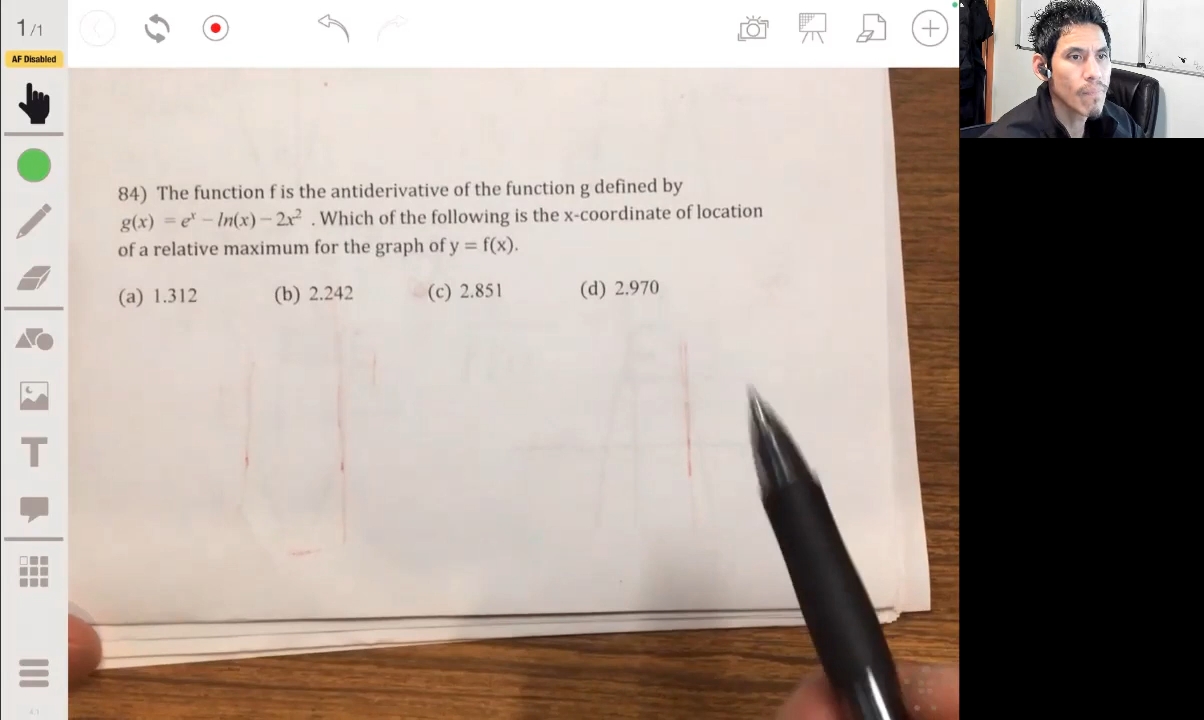 1/1
AF Disabled
84) The function f is the antiderivative of the function g defined by
g(x) = eˣ − ln(x) − 2x² . Which of the following is the x-coordinate of location
of a relative maximum for the graph of y = f(x).
(a) 1.312 (b) 2.242 (c) 2.851 (d) 2.970
T